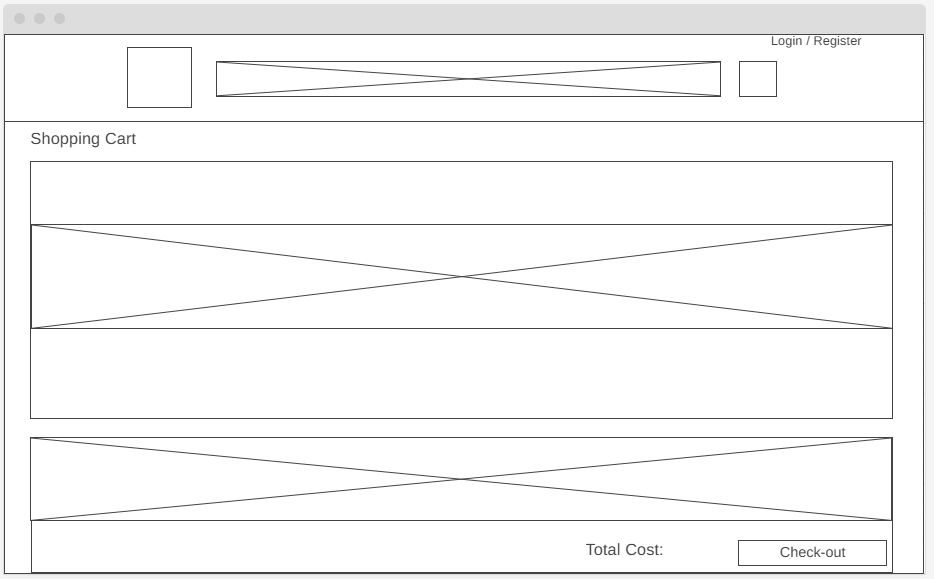 Login / Register
Shopping Cart
Total Cost:
Check-out